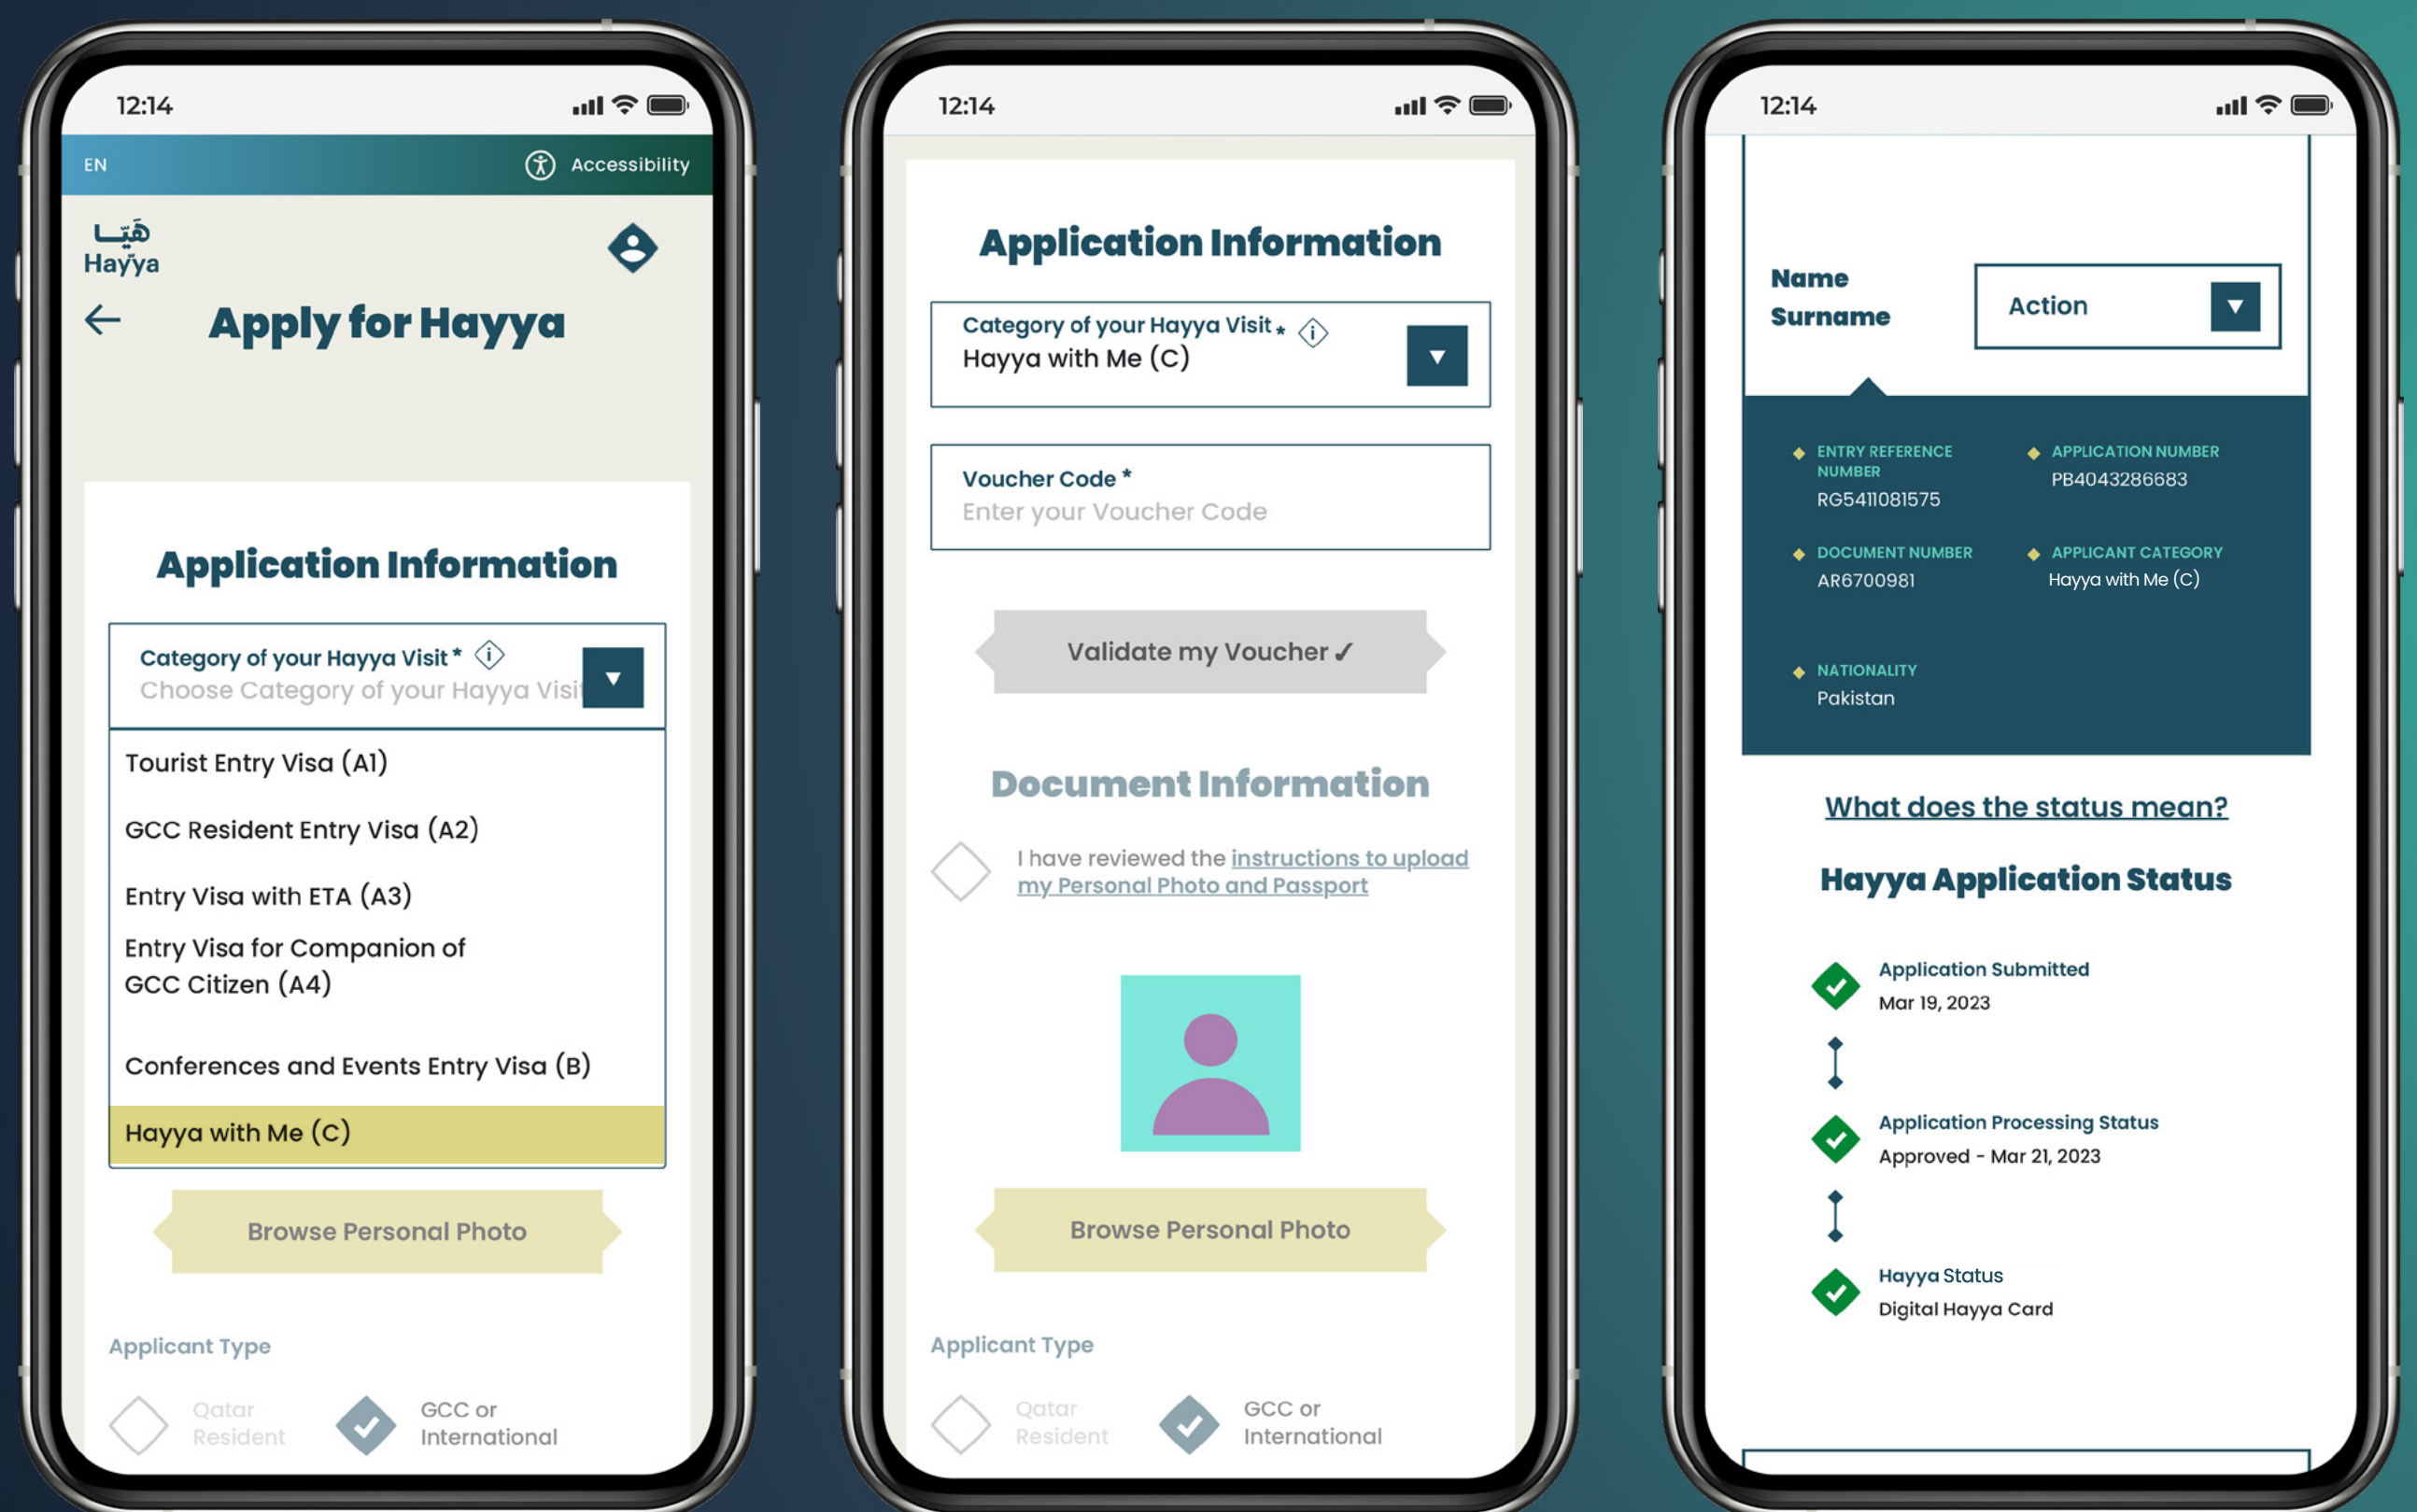 12:14
EN
Accessibility
هَيّا
Hayya
Apply for Hayya
Application Information
Category of your Hayya Visit *
Choose Category of your Hayya Visi
Tourist Entry Visa (A1)
GCC Resident Entry Visa (A2)
Entry Visa with ETA (A3)
Entry Visa for Companion of
GCC Citizen (A4)
Conferences and Events Entry Visa (B)
Hayya with Me (C)
Browse Personal Photo
Applicant Type
Qatar
Resident
GCC or
International
12:14
Application Information
Category of your Hayya Visit *
Hayya with Me (C)
Voucher Code *
Enter your Voucher Code
Validate my Voucher ✓
Document Information
I have reviewed the instructions to upload
my Personal Photo and Passport
Browse Personal Photo
Applicant Type
Qatar
Resident
GCC or
International
12:14
Name
Surname
Action
ENTRY REFERENCE
NUMBER
RG5411081575
APPLICATION NUMBER
PB4043286683
DOCUMENT NUMBER
AR6700981
APPLICANT CATEGORY
Hayya with Me (C)
NATIONALITY
Pakistan
What does the status mean?
Hayya Application Status
Application Submitted
Mar 19, 2023
Application Processing Status
Approved - Mar 21, 2023
Hayya Status
Digital Hayya Card